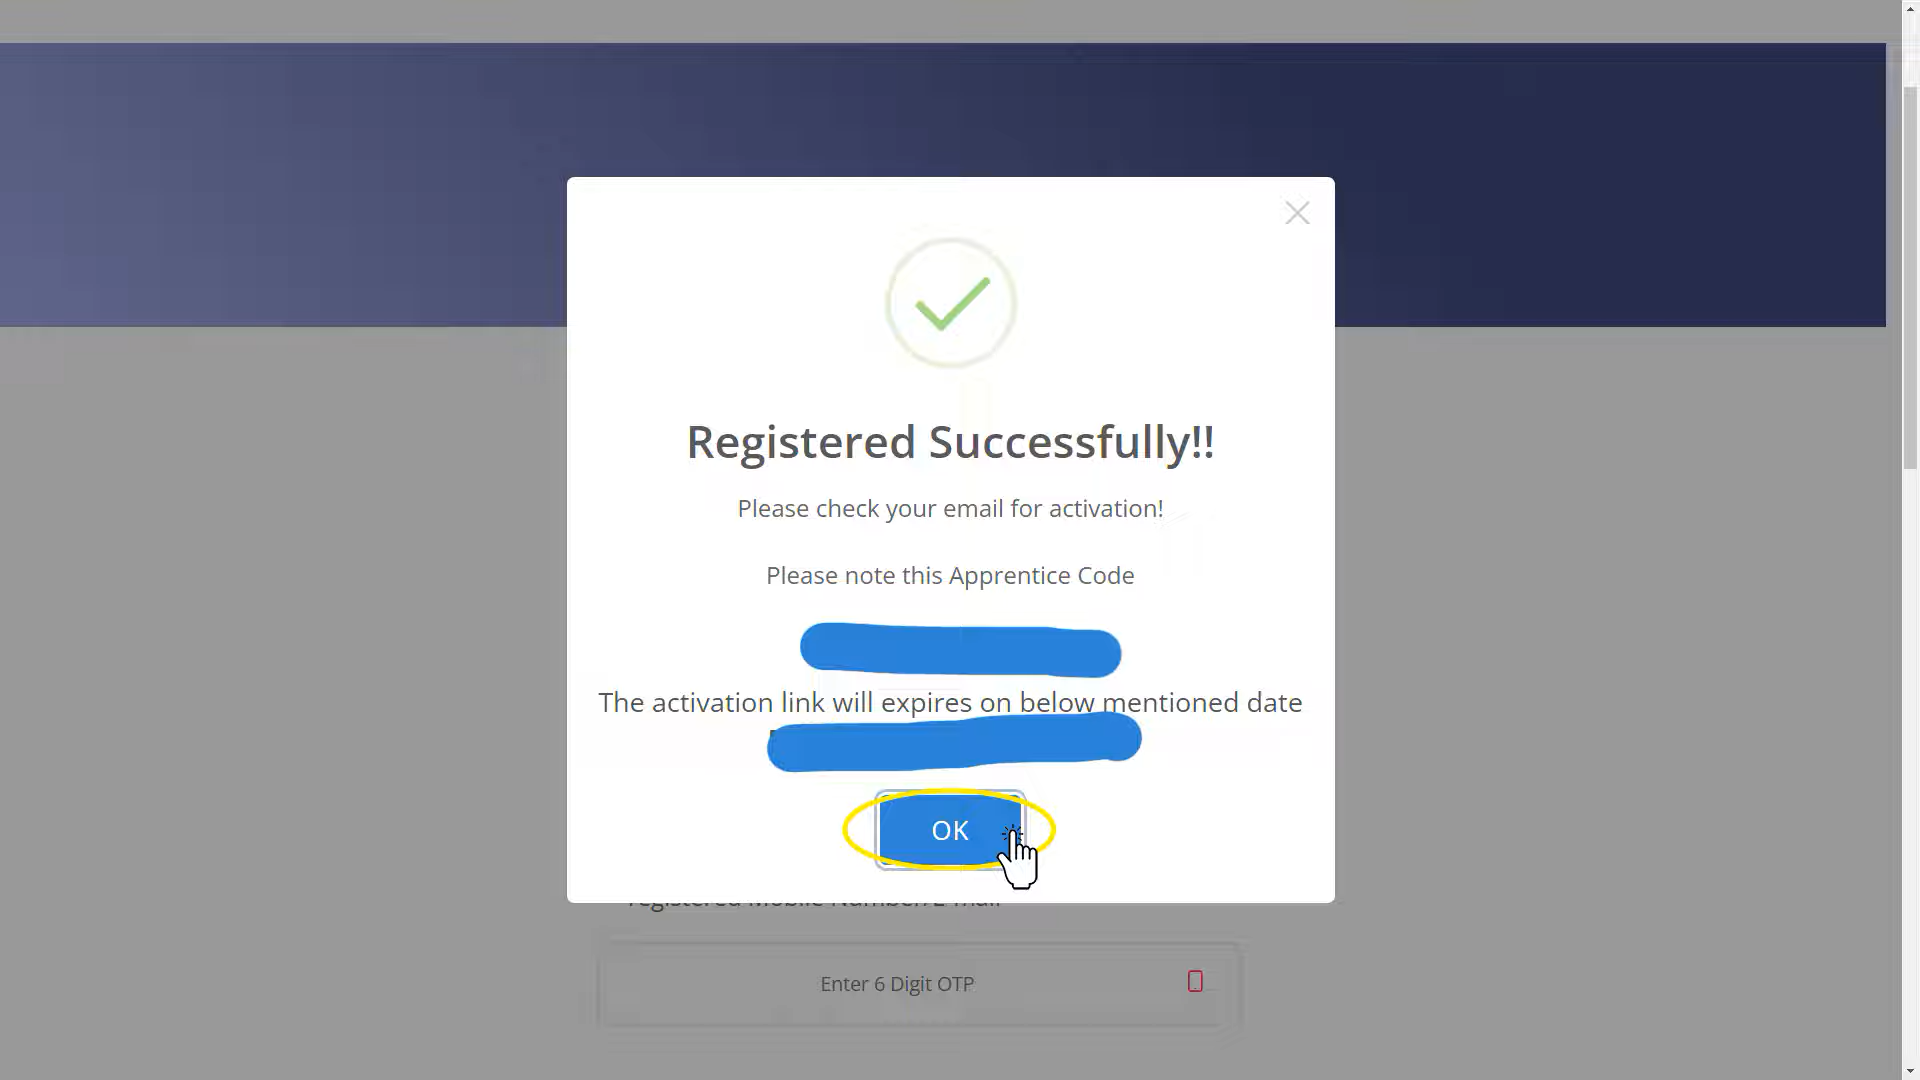 Registered Successfully!!
Please check your email for activation!
Please note this Apprentice Code
The activation link will expires on below mentioned date
OK
Enter 6 Digit OTP